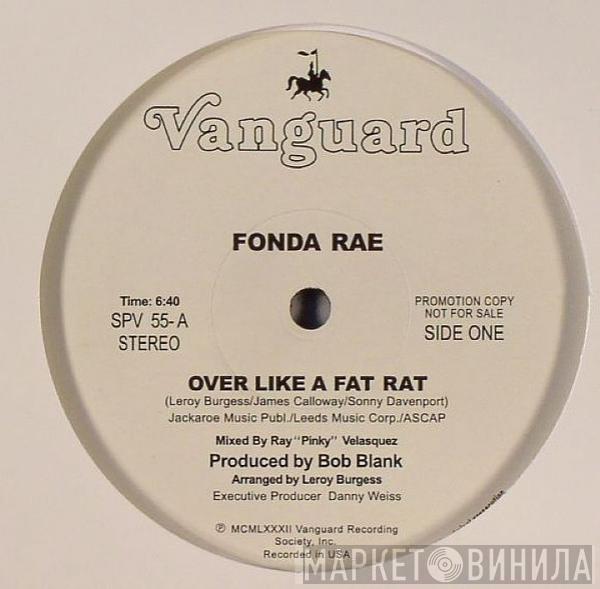 Vanguard
FONDA RAE
Time: 6:40
SPV 55-A
STEREO
PROMOTION COPY
NOT FOR SALE
SIDE ONE
OVER LIKE A FAT RAT
(Leroy Burgess/James Calloway/Sonny Davenport)
Jackaroe Music Publ./Leeds Music Corp./ASCAP
Mixed By Ray "Pinky" Velasquez
Produced by Bob Blank
Arranged by Leroy Burgess
Executive Producer Danny Weiss
℗ MCMLXXXII Vanguard Recording
Society, Inc.
Recorded in USA
МАРКЕТ ВИНИЛА